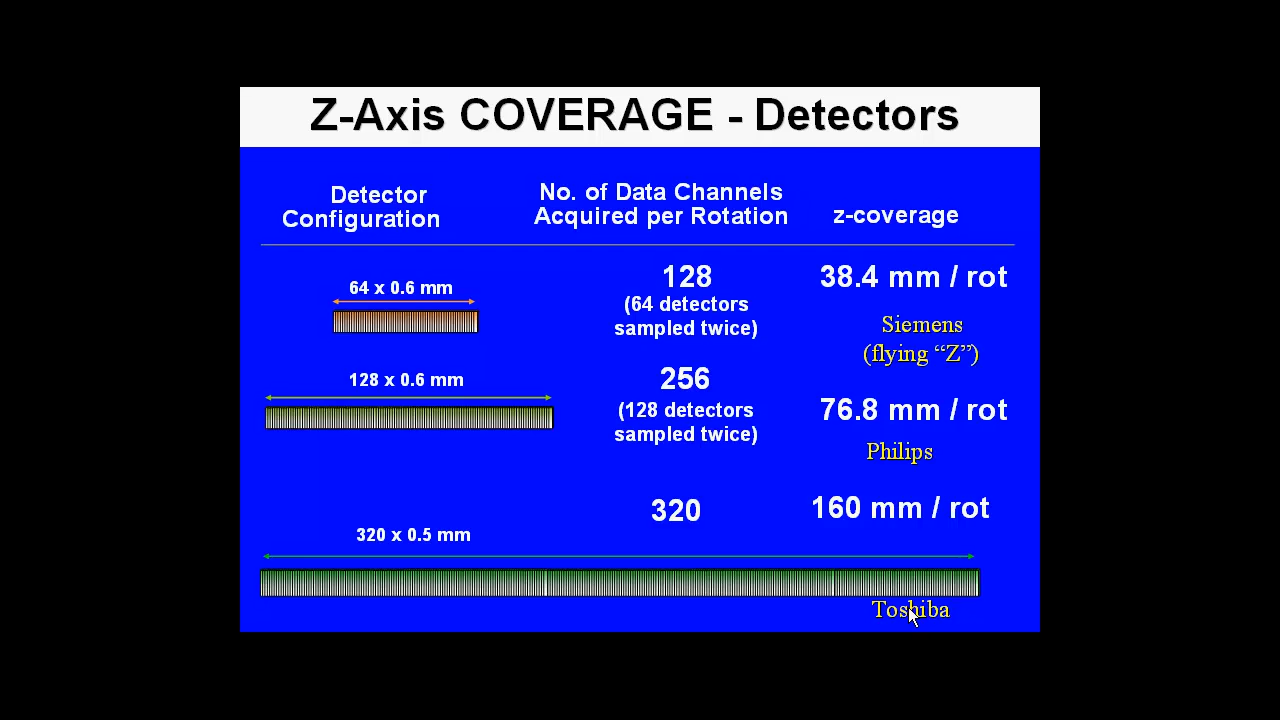 Z-Axis COVERAGE - Detectors
Detector
Configuration
No. of Data Channels
Acquired per Rotation
z-coverage
64 x 0.6 mm
128
(64 detectors
sampled twice)
38.4 mm / rot
Siemens
(flying “Z”)
128 x 0.6 mm
256
(128 detectors
sampled twice)
76.8 mm / rot
Philips
320 x 0.5 mm
320
160 mm / rot
Toshiba